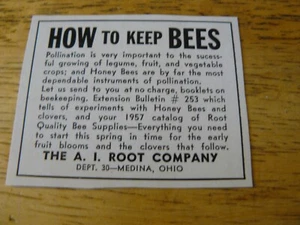 HOW TO KEEP BEES
Pollination is very important to the sucess-
ful growing of legume, fruit, and vegetable
crops; and Honey Bees are by far the most
dependable instruments of pollination.
Let us send to you at no charge, booklets on
beekeeping, Extension Bulletin # 253 which
tells of experiments with Honey Bees and
clovers, and your 1957 catalog of Root
Quality Bee Supplies—Everything you need
to start this spring in time for the early
fruit blooms and the clovers that follow.
THE A. I. ROOT COMPANY
DEPT. 30—MEDINA, OHIO